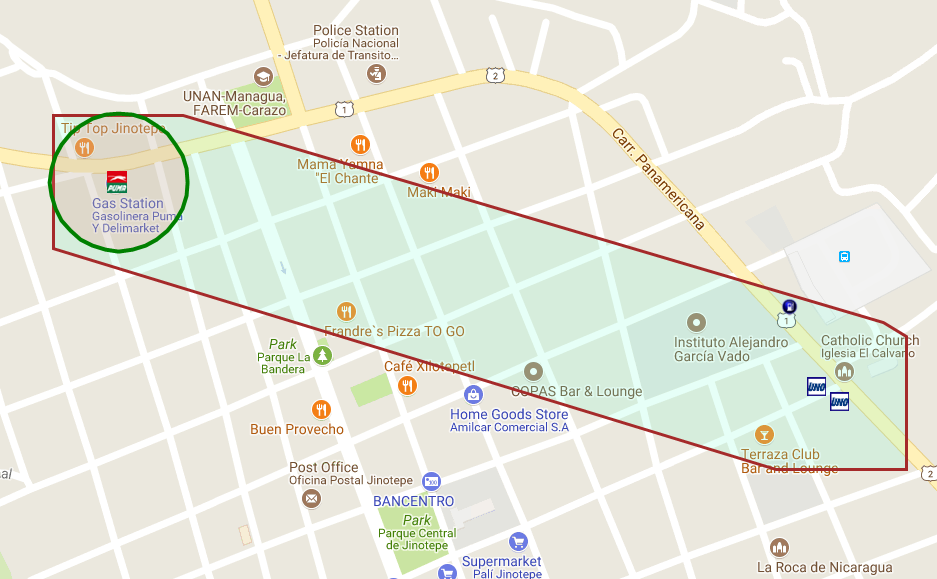 Police Station
Policía Nacional
- Jefatura de Transito...
2
UNAN-Managua,
FAREM-Carazo
1
Tip Top Jinotepe
Carr. Panamericana
Mama Yamna
"El Chante
Maki Maki
PUMA
Gas Station
Gasolinera Puma
Y Delimarket
1
Frandre`s Pizza TO GO
Instituto Alejandro
García Vado
Catholic Church
Iglesia El Calvario
Park
Parque La
Bandera
Café Xilotepetl
COPAS Bar & Lounge
UNO
UNO
Home Goods Store
Amilcar Comercial S.A
Buen Provecho
Terraza Club
Bar and Lounge
2
Post Office
Oficina Postal Jinotepe
BANCENTRO
Park
Parque Central
de Jinotepe
Supermarket
Palí Jinotepe
La Roca de Nicaragua